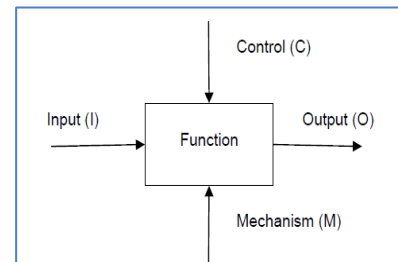 Control (C)
Input (I)
Function
Output (O)
Mechanism (M)